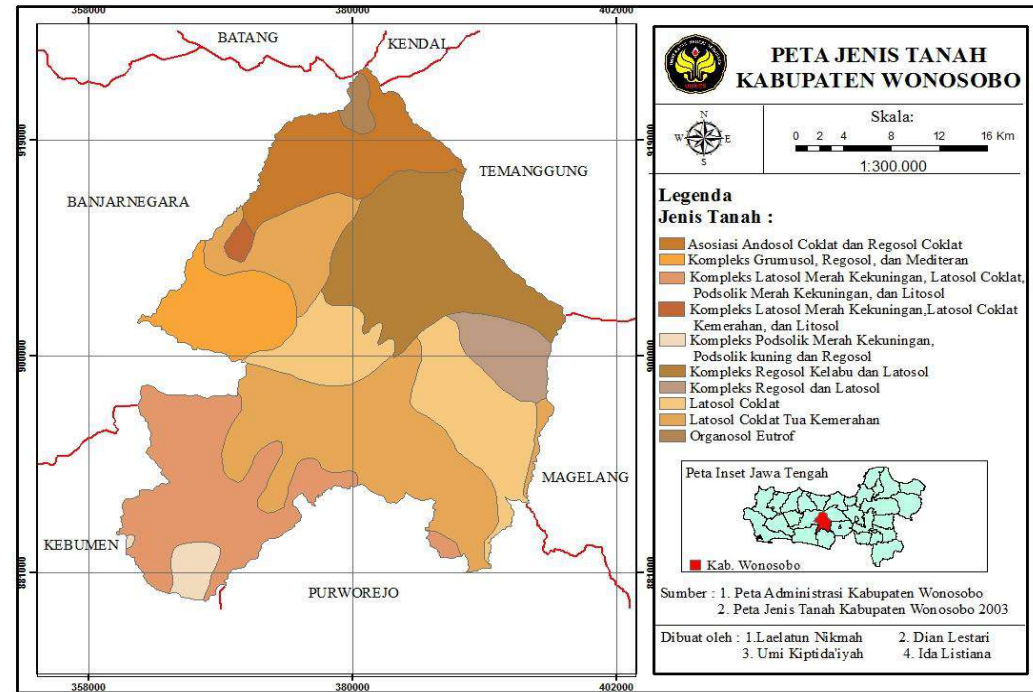 358000
380000
402000
BATANG
KENDAL
919000
919000
TEMANGGUNG
BANJARNEGARA
900000
900000
MAGELANG
KEBUMEN
881000
881000
PURWOREJO
358000
380000
402000
PETA JENIS TANAH
KABUPATEN WONOSOBO
N
W E
S
Skala:
0 2 4 8 12 16 Km
1:300.000
Legenda
Jenis Tanah :
Asosiasi Andosol Coklat dan Regosol Coklat
Kompleks Grumusol, Regosol, dan Mediteran
Kompleks Latosol Merah Kekuningan, Latosol Coklat,
Podsolik Merah Kekuningan, dan Litosol
Kompleks Latosol Merah Kekuningan,Latosol Coklat
Kemerahan, dan Litosol
Kompleks Podsolik Merah Kekuningan,
Podsolik kuning dan Regosol
Kompleks Regosol Kelabu dan Latosol
Kompleks Regosol dan Latosol
Latosol Coklat
Latosol Coklat Tua Kemerahan
Organosol Eutrof
Peta Inset Jawa Tengah
Kab. Wonosobo
Sumber : 1. Peta Administrasi Kabupaten Wonosobo
2. Peta Jenis Tanah Kabupaten Wonosobo 2003
Dibuat oleh : 1.Laelatun Nikmah 2. Dian Lestari
3. Umi Kiptida'iyah 4. Ida Listiana